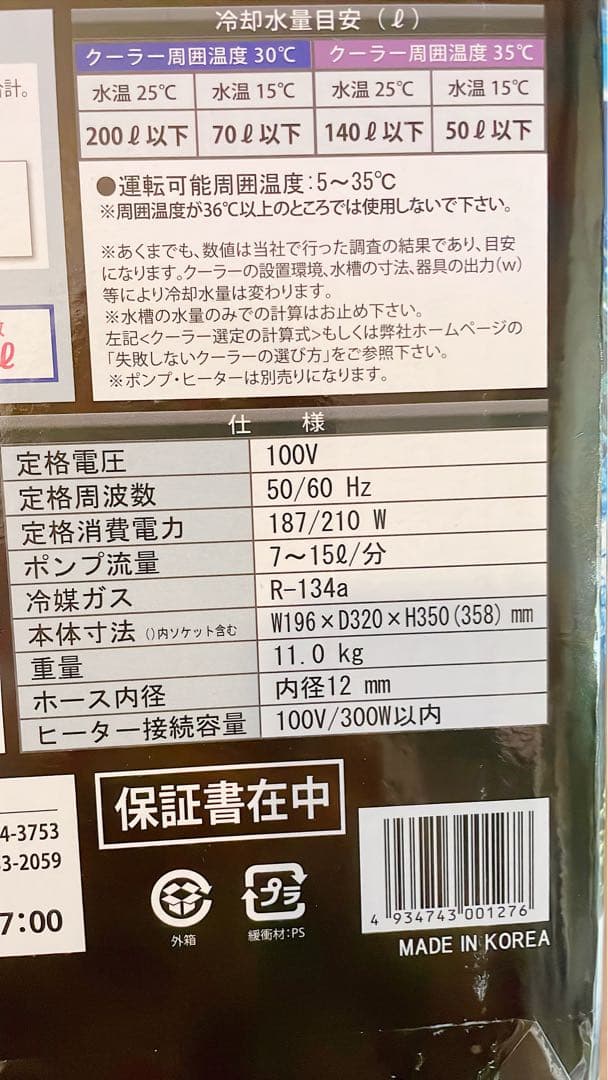 冷却水量目安(ℓ)
クーラー周囲温度30℃ クーラー周囲温度35℃
水温25℃ 水温15℃ 水温25℃ 水温15℃
200ℓ以下 70ℓ以下 140ℓ以下 50ℓ以下
●運転可能周囲温度:5～35℃
※周囲温度が36℃以上のところでは使用しないで下さい。
※あくまでも、数値は当社で行った調査の結果であり、目安
になります。クーラーの設置環境、水槽の寸法、器具の出力(w)
等により冷却水量は変わります。
※水槽の水量のみでの計算はお止め下さい。
左記<クーラー選定の計算式>もしくは弊社ホームページの
「失敗しないクーラーの選び方」をご参照下さい。
※ポンプ・ヒーターは別売りになります。
計。
ℓ
仕 様
定格電圧 100V
定格周波数 50/60 Hz
定格消費電力 187/210 W
ポンプ流量 7～15ℓ/分
冷媒ガス R-134a
本体寸法 ()内ソケット含む W196×D320×H350(358) mm
重量 11.0 kg
ホース内径 内径12 mm
ヒーター接続容量 100V/300W以内
4-3753
3-2059
7:00
保証書在中
外箱
プラ
緩衝材:PS
4 934743 001276
MADE IN KOREA